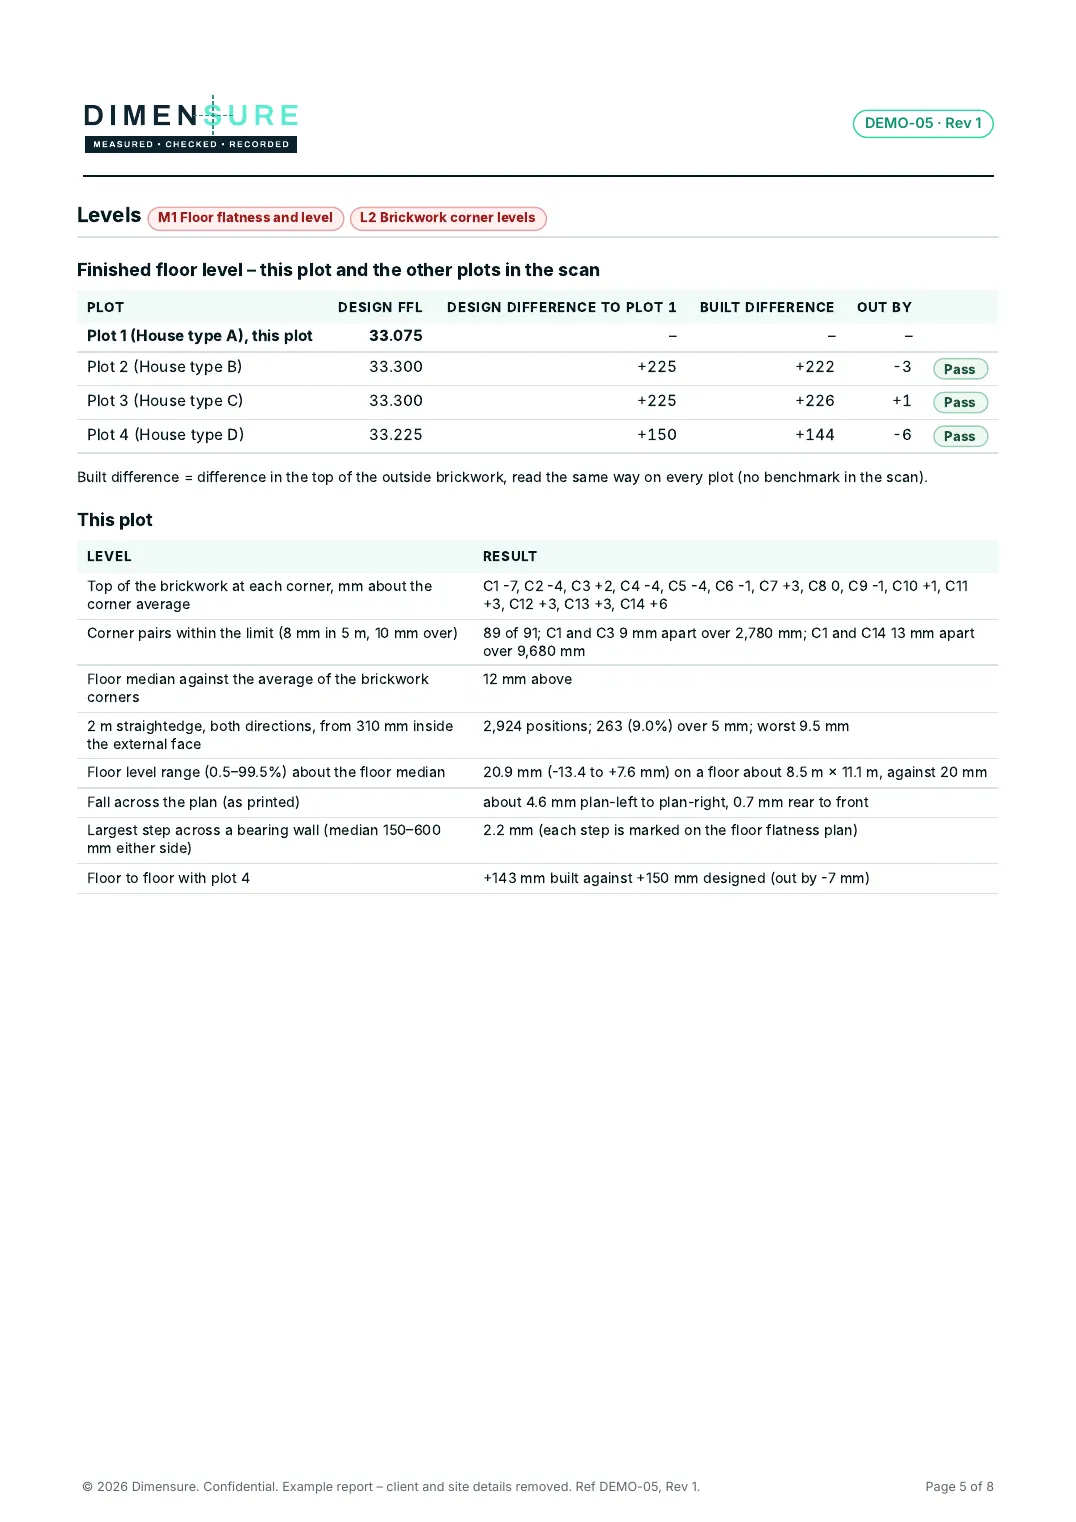 DIMENSURE
MEASURED • CHECKED • RECORDED
DEMO-05 · Rev 1
Levels M1 Floor flatness and level L2 Brickwork corner levels
Finished floor level – this plot and the other plots in the scan
PLOT DESIGN FFL DESIGN DIFFERENCE TO PLOT 1 BUILT DIFFERENCE OUT BY
Plot 1 (House type A), this plot 33.075 – – –
Plot 2 (House type B) 33.300 +225 +222 -3 Pass
Plot 3 (House type C) 33.300 +225 +226 +1 Pass
Plot 4 (House type D) 33.225 +150 +144 -6 Pass
Built difference = difference in the top of the outside brickwork, read the same way on every plot (no benchmark in the scan).
This plot
LEVEL RESULT
Top of the brickwork at each corner, mm about the
corner average
C1 -7, C2 -4, C3 +2, C4 -4, C5 -4, C6 -1, C7 +3, C8 0, C9 -1, C10 +1, C11
+3, C12 +3, C13 +3, C14 +6
Corner pairs within the limit (8 mm in 5 m, 10 mm over)
89 of 91; C1 and C3 9 mm apart over 2,780 mm; C1 and C14 13 mm apart
over 9,680 mm
Floor median against the average of the brickwork
corners
12 mm above
2 m straightedge, both directions, from 310 mm inside
the external face
2,924 positions; 263 (9.0%) over 5 mm; worst 9.5 mm
Floor level range (0.5–99.5%) about the floor median
20.9 mm (-13.4 to +7.6 mm) on a floor about 8.5 m × 11.1 m, against 20 mm
Fall across the plan (as printed)
about 4.6 mm plan-left to plan-right, 0.7 mm rear to front
Largest step across a bearing wall (median 150–600
mm either side)
2.2 mm (each step is marked on the floor flatness plan)
Floor to floor with plot 4
+143 mm built against +150 mm designed (out by -7 mm)
© 2026 Dimensure. Confidential. Example report – client and site details removed. Ref DEMO-05, Rev 1.
Page 5 of 8